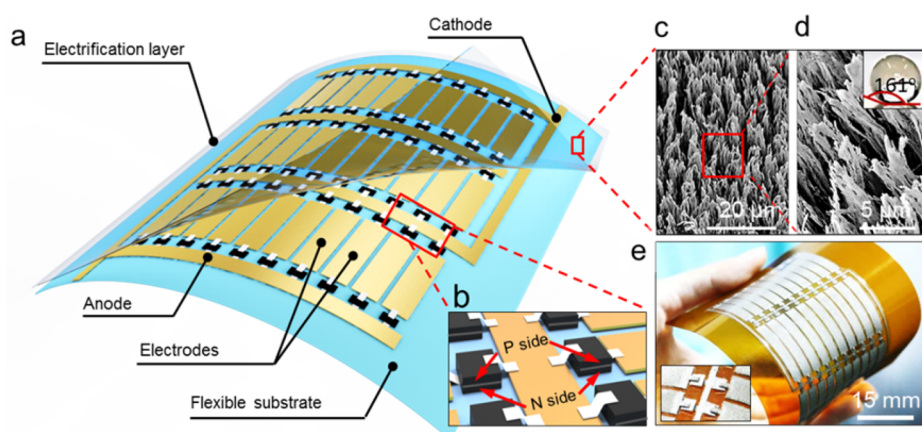 a
Electrification layer
Cathode
Anode
Electrodes
Flexible substrate
b
P side
N side
c
20 μm
d
161°
5 μm
e
15 mm